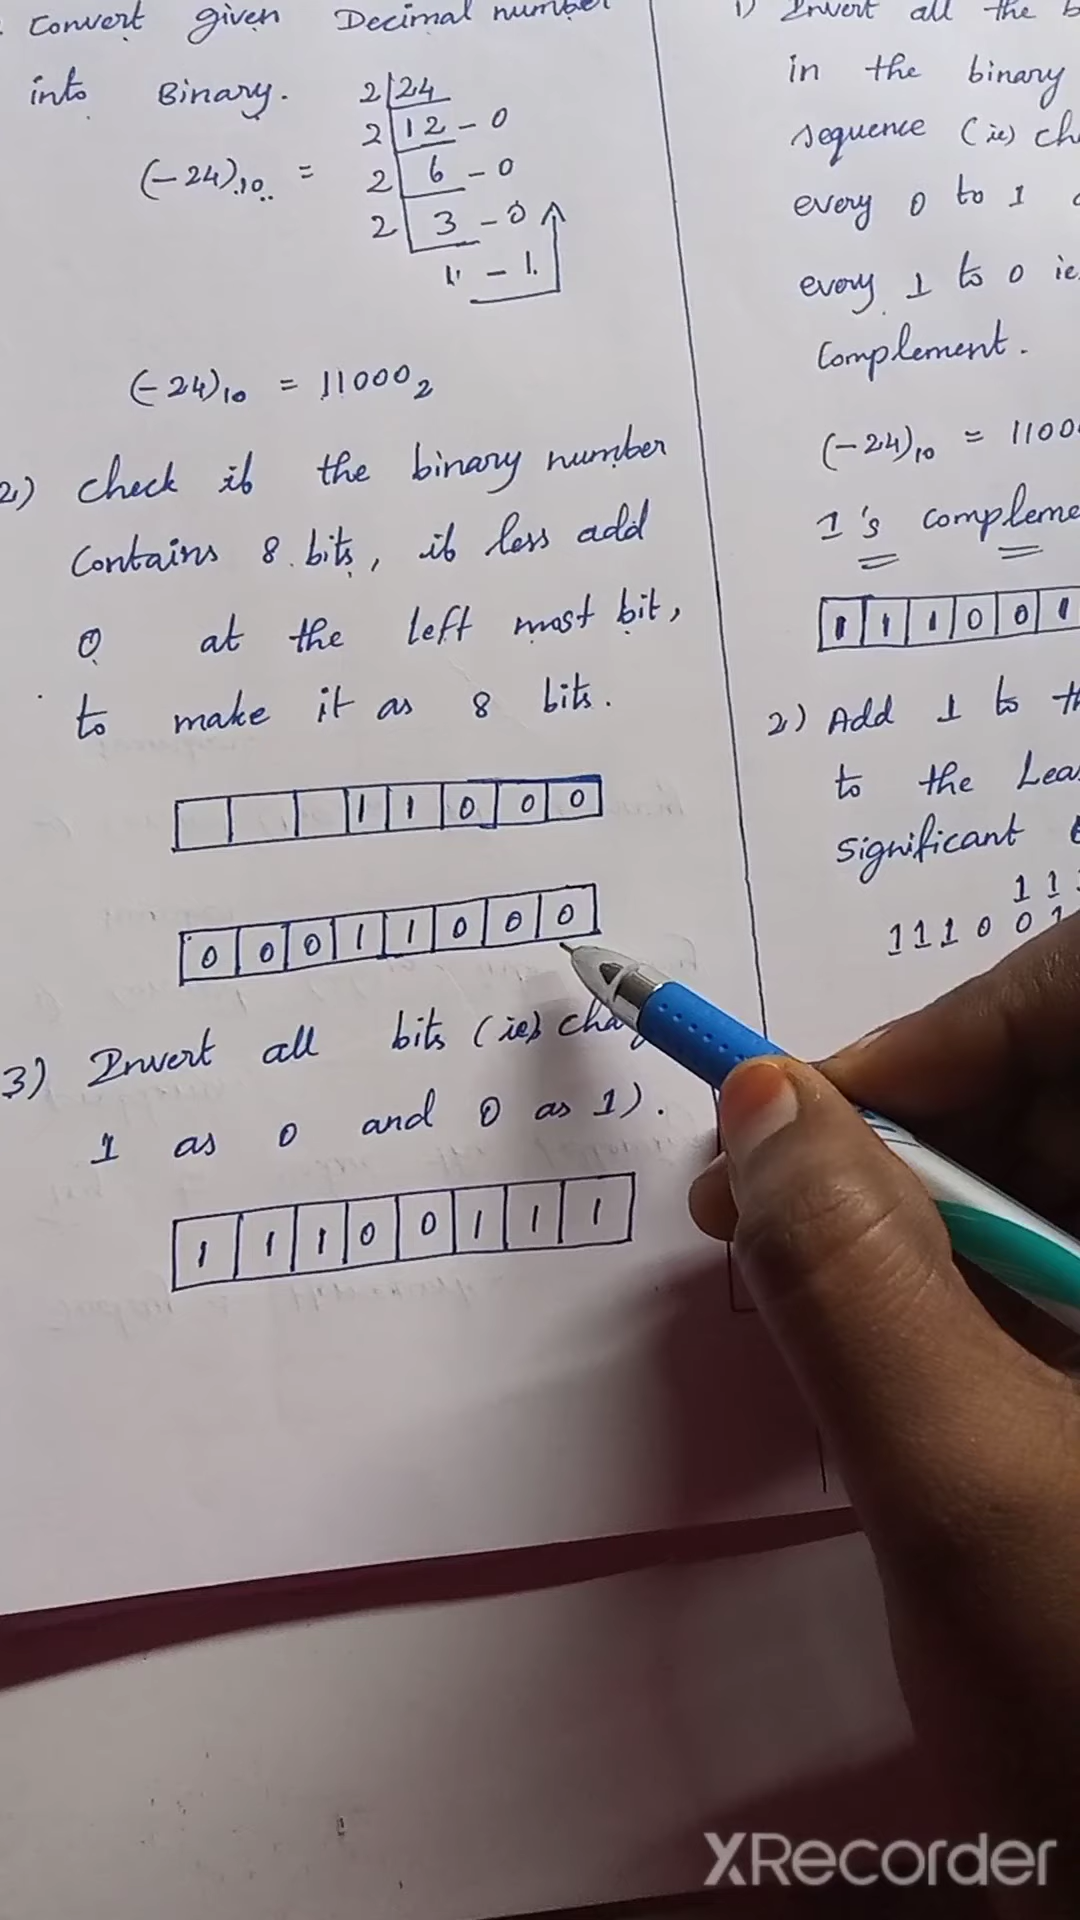 Convert given Decimal number
into Binary.
2 24
2 12 - 0
(-24)10 = 2 6 - 0
2 3 - 0
1 - 1
(-24)10 = 11000 2
2) Check if the binary number
Contains 8 bits, if less add
0 at the left most bit,
to make it as 8 bits.
1 1 0 0 0
0 0 0 1 1 0 0 0
3) Invert all bits (ie) cha
1 as 0 and 0 as 1).
1 1 1 0 0 1 1 1
1) Invert all the b
in the binary
sequence (ie) ch
every 0 to 1
every 1 to 0 ie
Complement.
(-24)10 = 1100
1's compleme
1 1 1 0 0 1
2) Add 1 to th
to the Lea
Significant
1 1
1 1 1 0 0 1
XRecorder